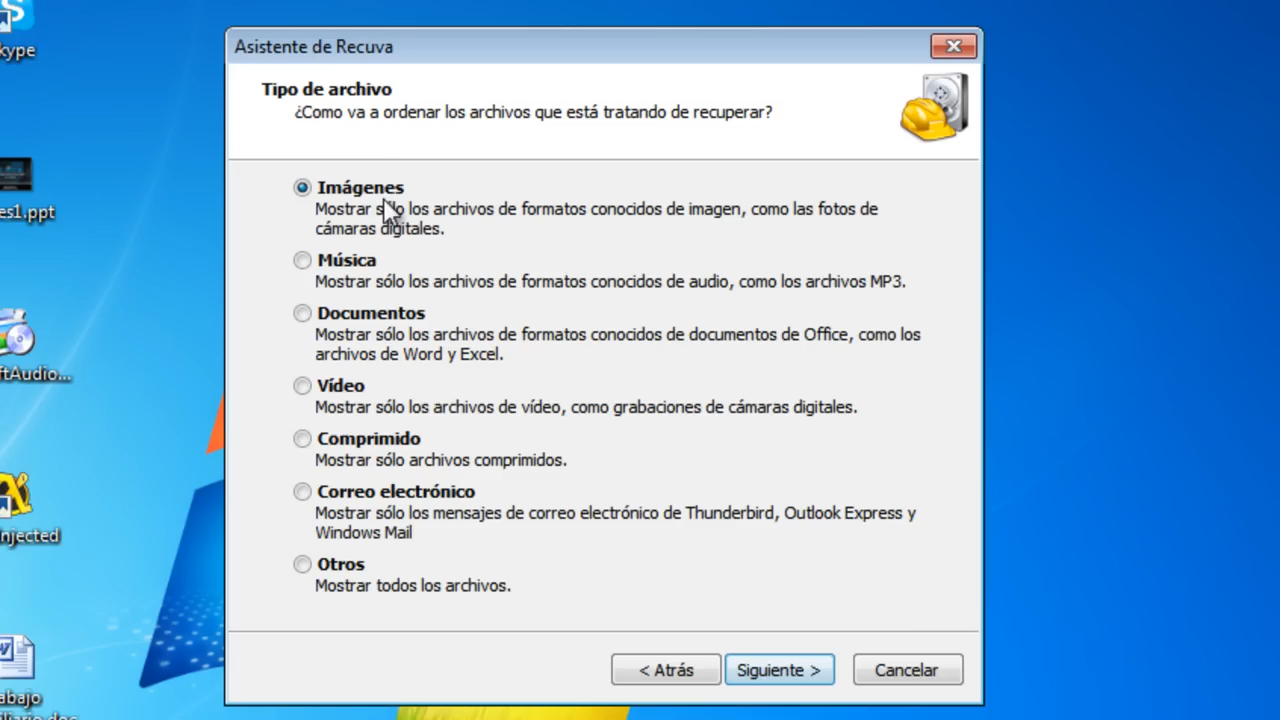 kype
es1.ppt
ftAudio...
njected
abajo
Asistente de Recuva
Tipo de archivo
¿Como va a ordenar los archivos que está tratando de recuperar?
Imágenes
Mostrar sólo los archivos de formatos conocidos de imagen, como las fotos de
cámaras digitales.
Música
Mostrar sólo los archivos de formatos conocidos de audio, como los archivos MP3.
Documentos
Mostrar sólo los archivos de formatos conocidos de documentos de Office, como los
archivos de Word y Excel.
Vídeo
Mostrar sólo los archivos de vídeo, como grabaciones de cámaras digitales.
Comprimido
Mostrar sólo archivos comprimidos.
Correo electrónico
Mostrar sólo los mensajes de correo electrónico de Thunderbird, Outlook Express y
Windows Mail
Otros
Mostrar todos los archivos.
< Atrás
Siguiente >
Cancelar